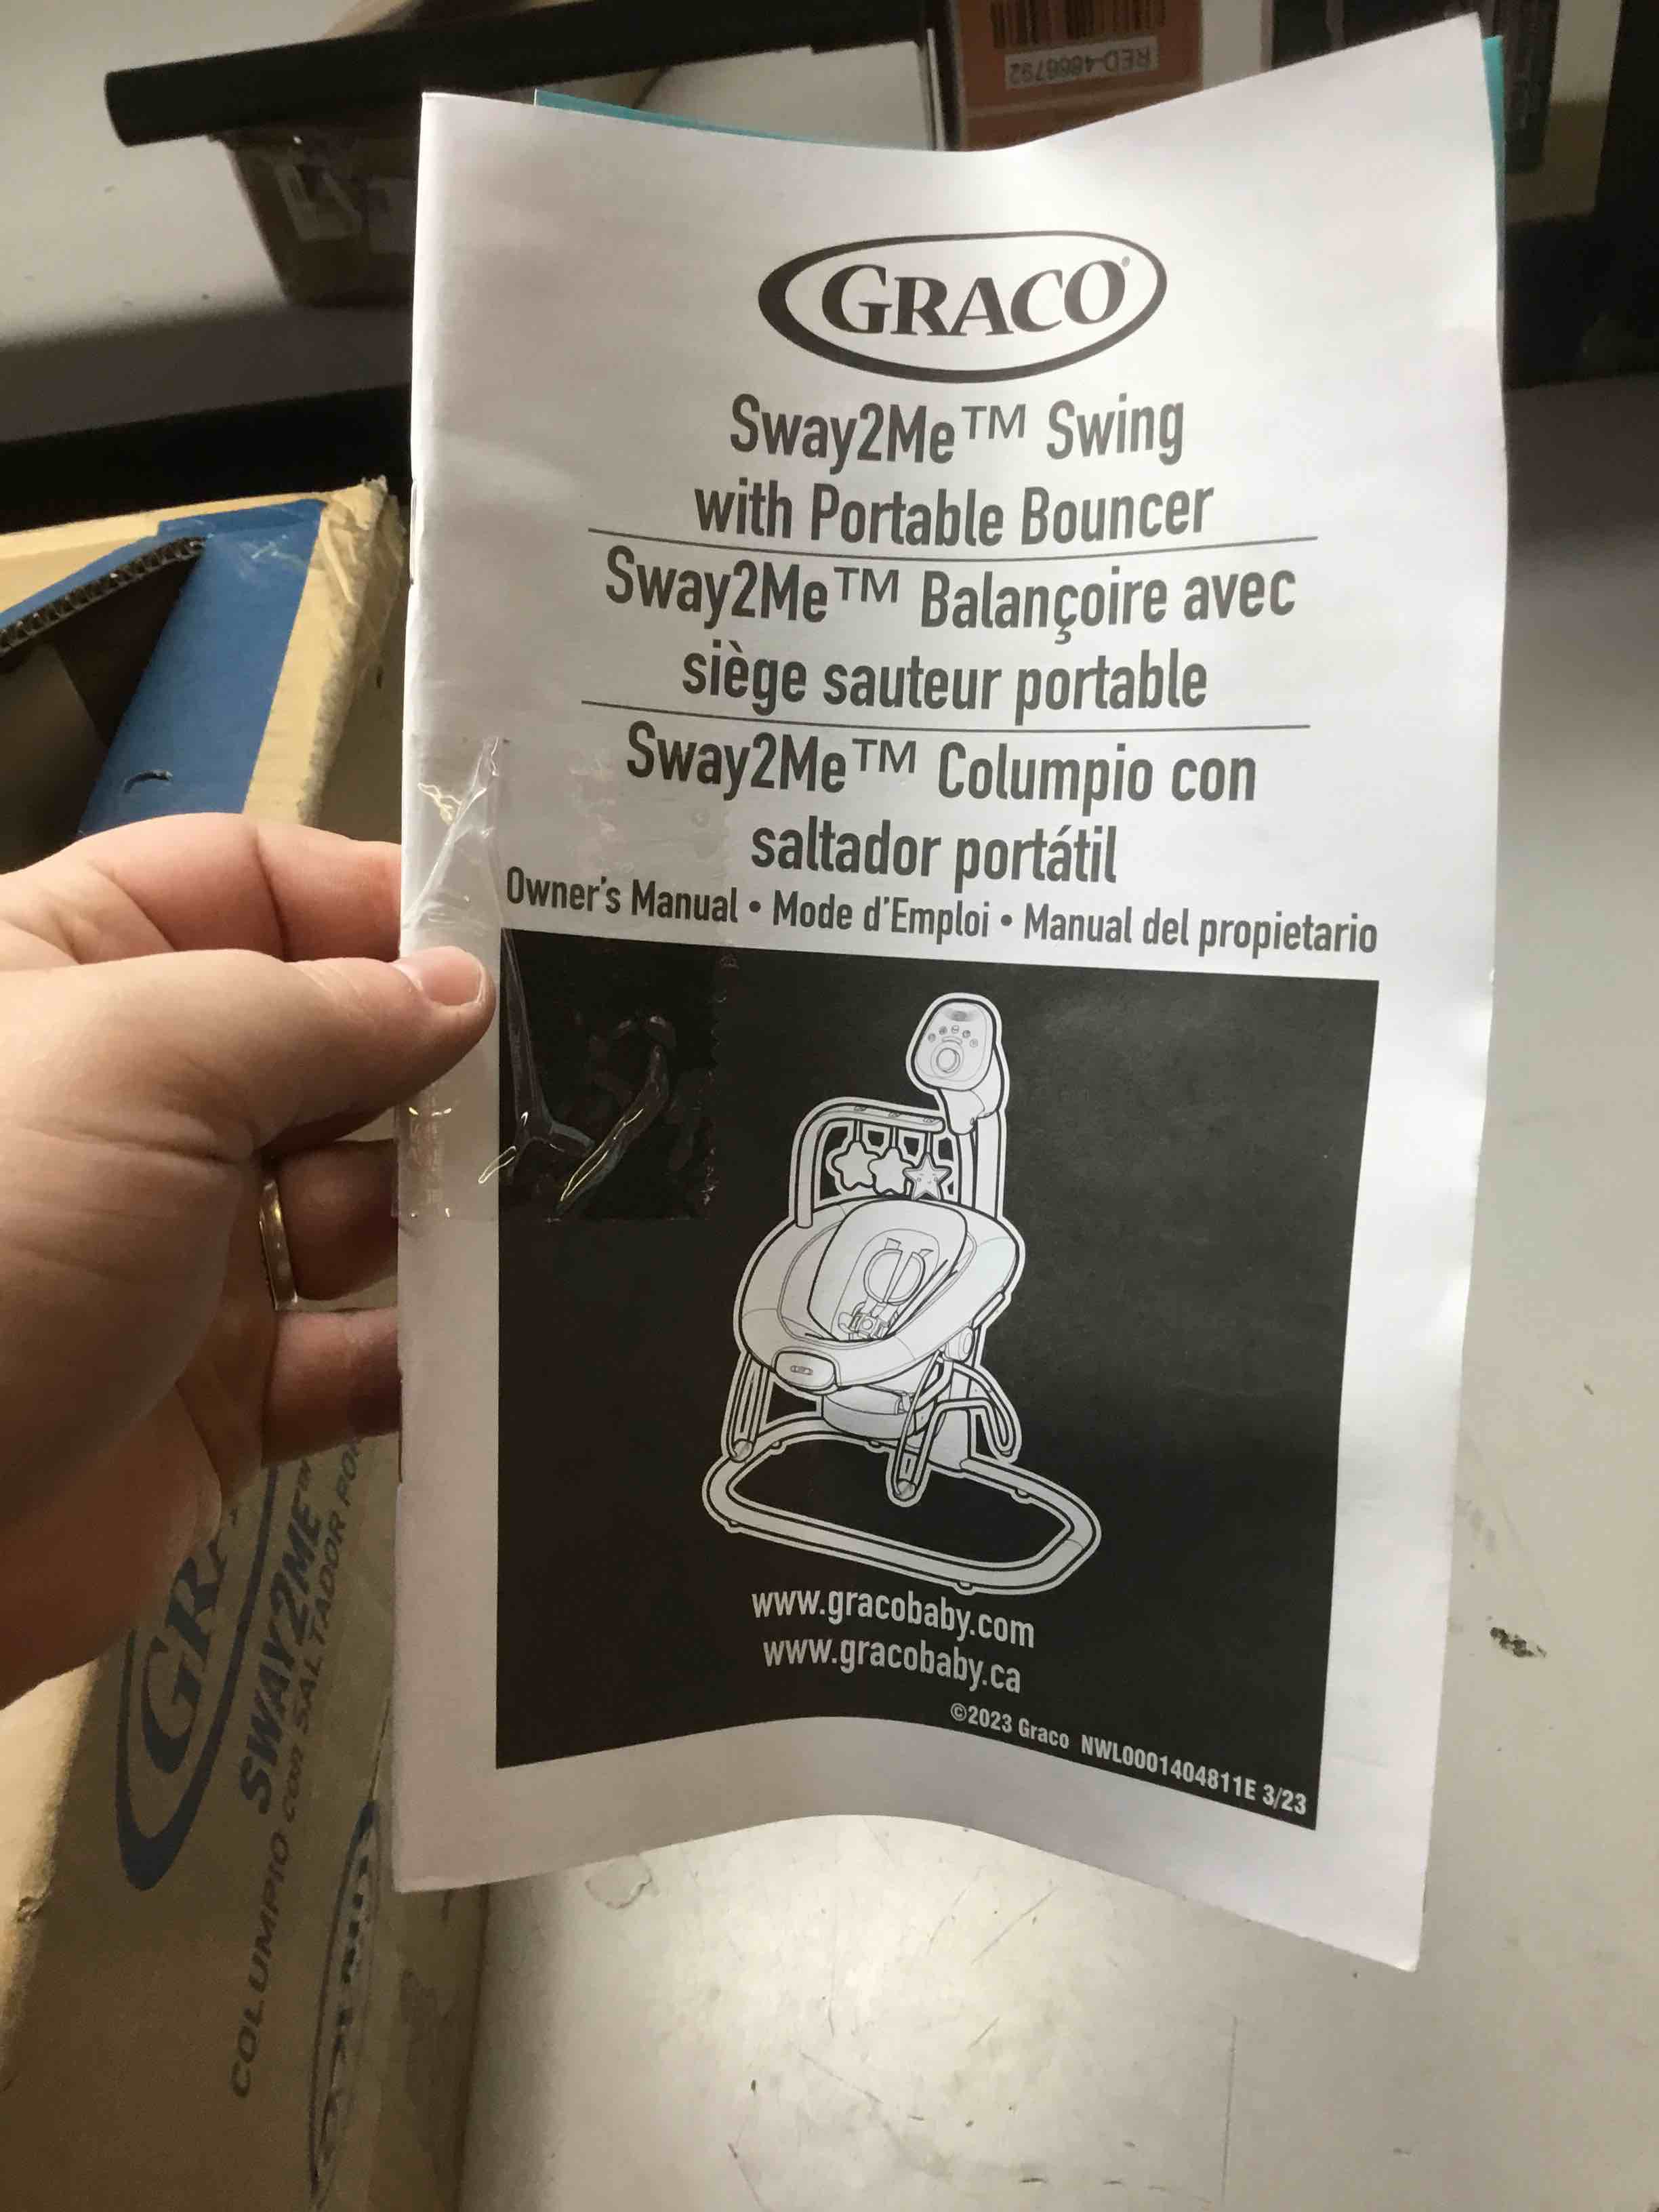 RED-4866792
GRACO®
Sway2Me™ Swing
with Portable Bouncer
Sway2Me™ Balançoire avec
siège sauteur portable
Sway2Me™ Columpio con
saltador portátil
Owner's Manual • Mode d'Emploi • Manual del propietario
www.gracobaby.com
www.gracobaby.ca
©2023 Graco NWL0001404811E 3/23
SWAY2ME™
COLUMPIO con SALTADOR